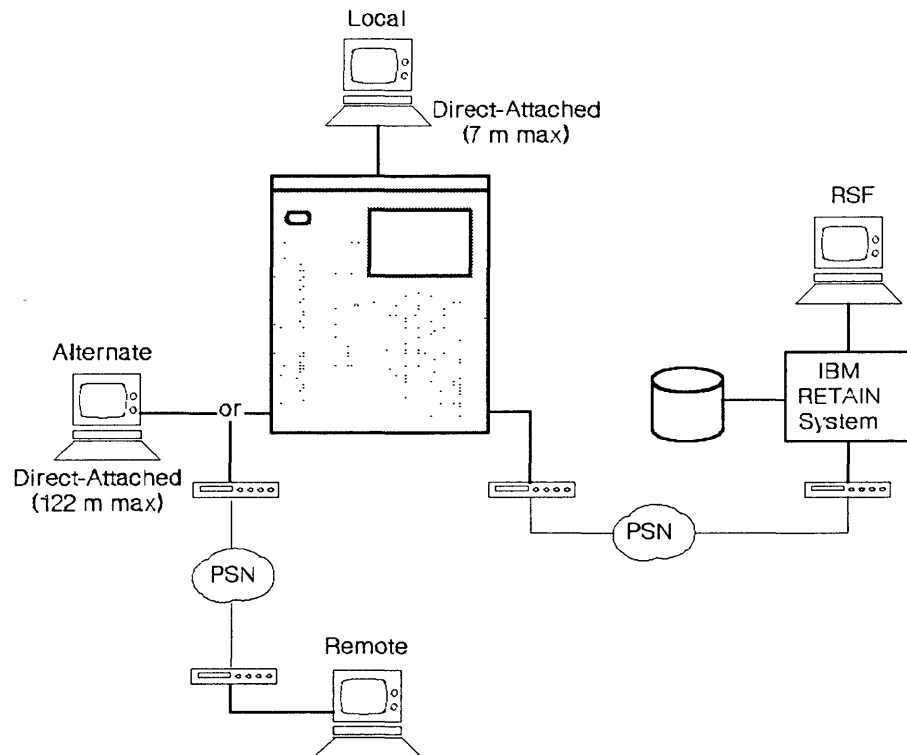 Local
Direct-Attached
(7 m max)
RSF
Alternate
or
IBM
RETAIN
System
Direct-Attached
(122 m max)
PSN
PSN
Remote